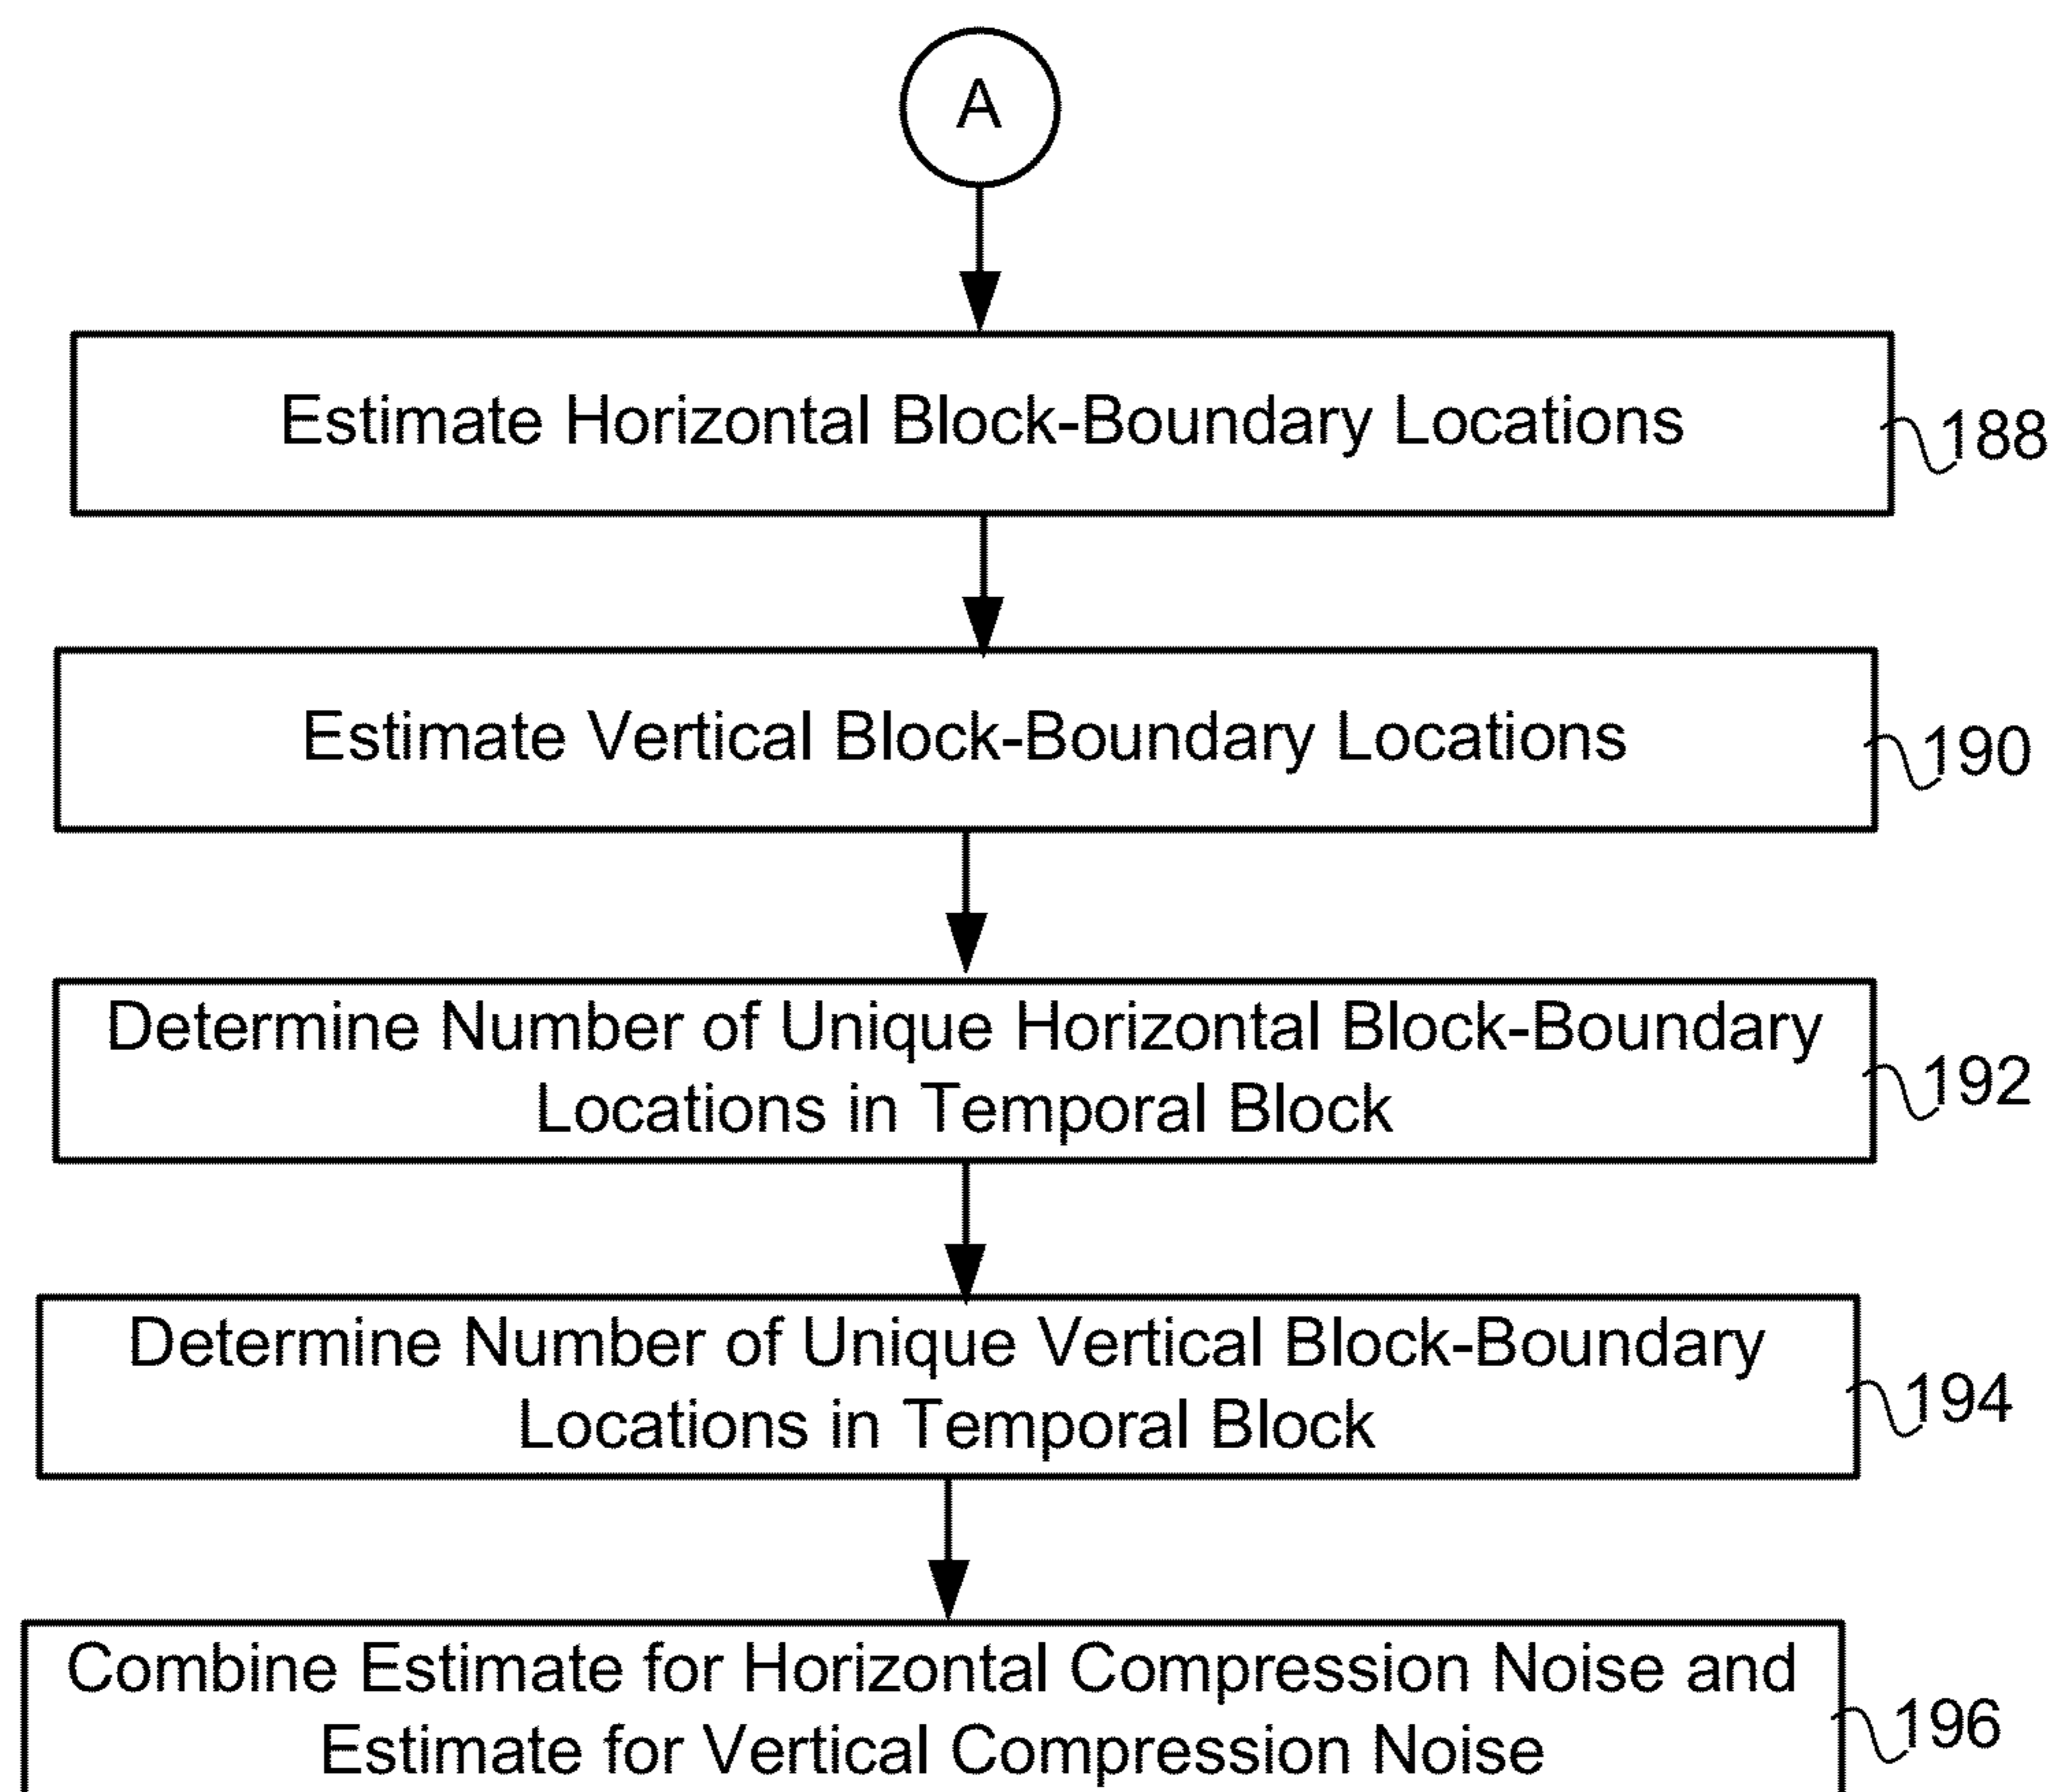 A
Estimate Horizontal Block-Boundary Locations
188
Estimate Vertical Block-Boundary Locations
190
Determine Number of Unique Horizontal Block-Boundary
Locations in Temporal Block
192
Determine Number of Unique Vertical Block-Boundary
Locations in Temporal Block
194
Combine Estimate for Horizontal Compression Noise and
Estimate for Vertical Compression Noise
196